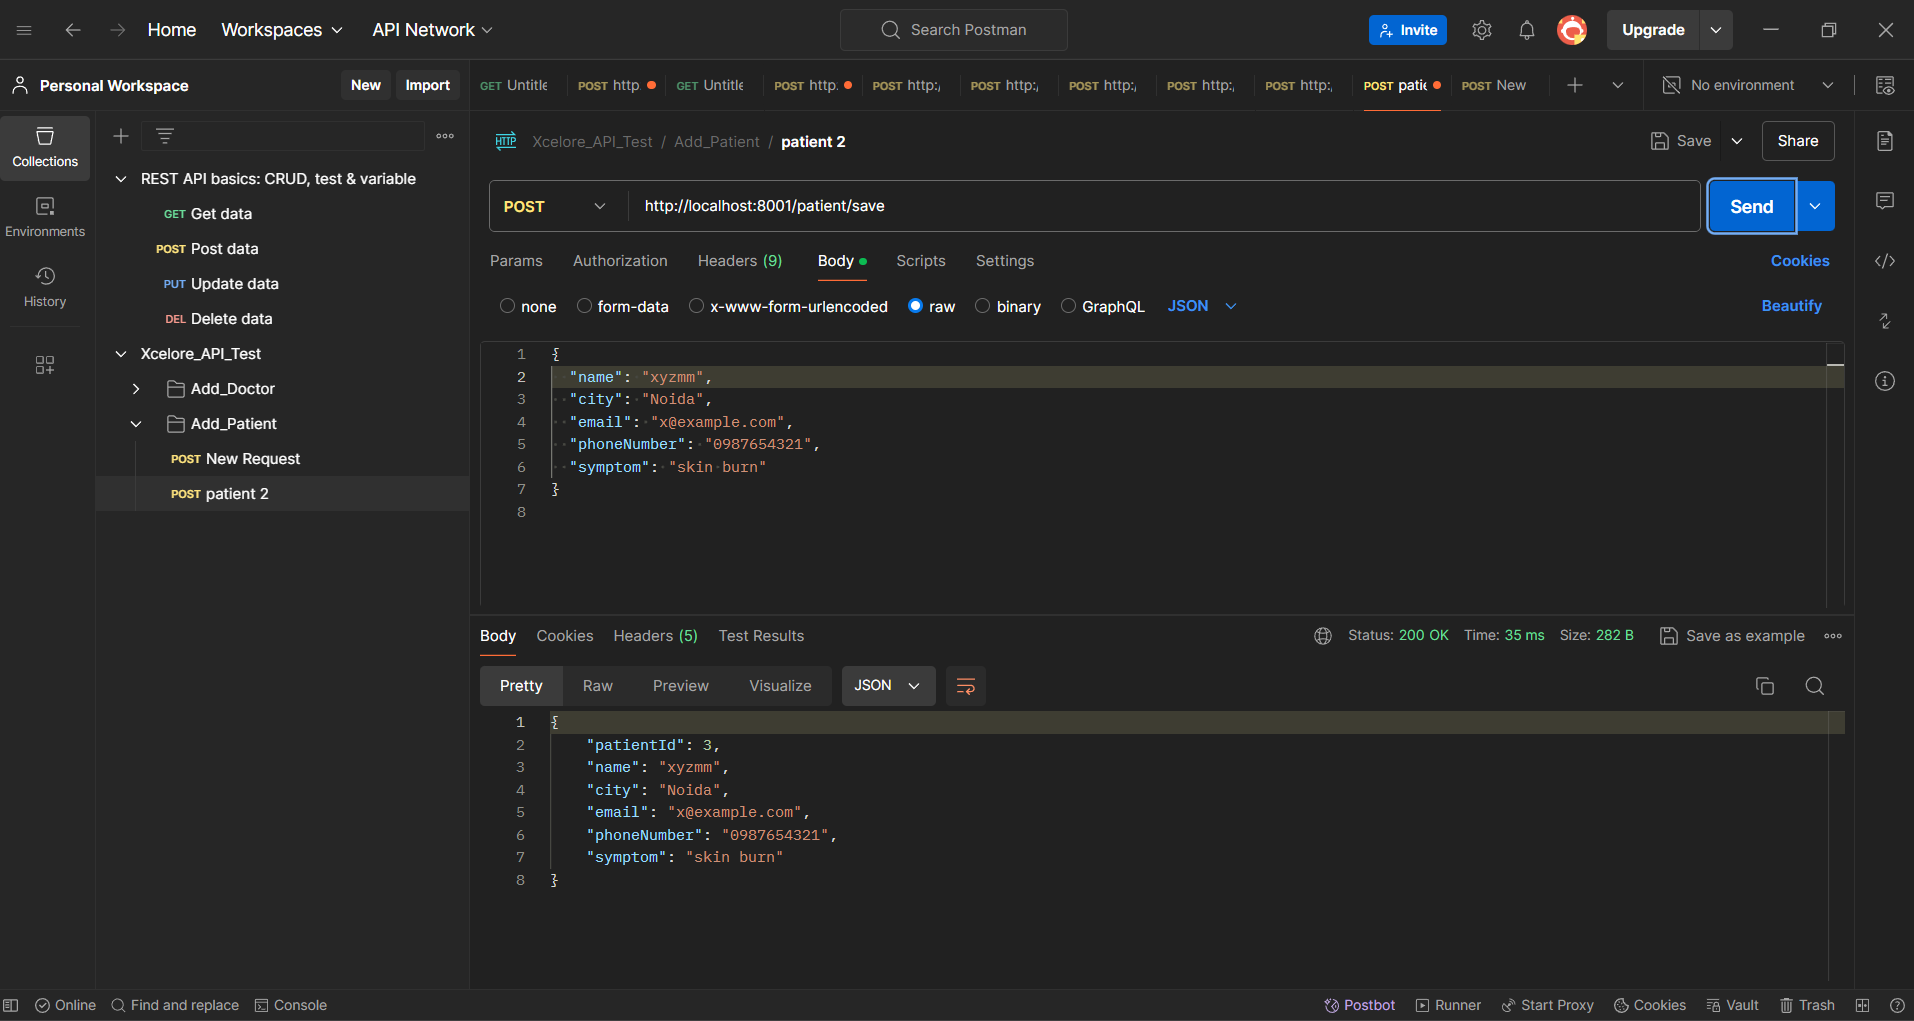 Home Workspaces API Network Search Postman Invite Upgrade
Personal Workspace New Import
GET Untitle POST http. GET Untitle POST http. POST http:/ POST http:/ POST http:/ POST http:/ POST http:, POST patie POST New No environment
Collections
Environments
History
REST API basics: CRUD, test & variable
GET Get data
POST Post data
PUT Update data
DEL Delete data
Xcelore_API_Test
Add_Doctor
Add_Patient
POST New Request
POST patient 2
HTTP Xcelore_API_Test / Add_Patient / patient 2 Save Share
POST http://localhost:8001/patient/save Send
Params Authorization Headers (9) Body Scripts Settings Cookies
none form-data x-www-form-urlencoded raw binary GraphQL JSON Beautify
1 {
2 "name": "xyzmm",
3 "city": "Noida",
4 "email": "x@example.com",
5 "phoneNumber": "0987654321",
6 "symptom": "skin burn"
7 }
8
Body Cookies Headers (5) Test Results Status: 200 OK Time: 35 ms Size: 282 B Save as example
Pretty Raw Preview Visualize JSON
1 {
2 "patientId": 3,
3 "name": "xyzmm",
4 "city": "Noida",
5 "email": "x@example.com",
6 "phoneNumber": "0987654321",
7 "symptom": "skin burn"
8 }
Online Find and replace Console Postbot Runner Start Proxy Cookies Vault Trash